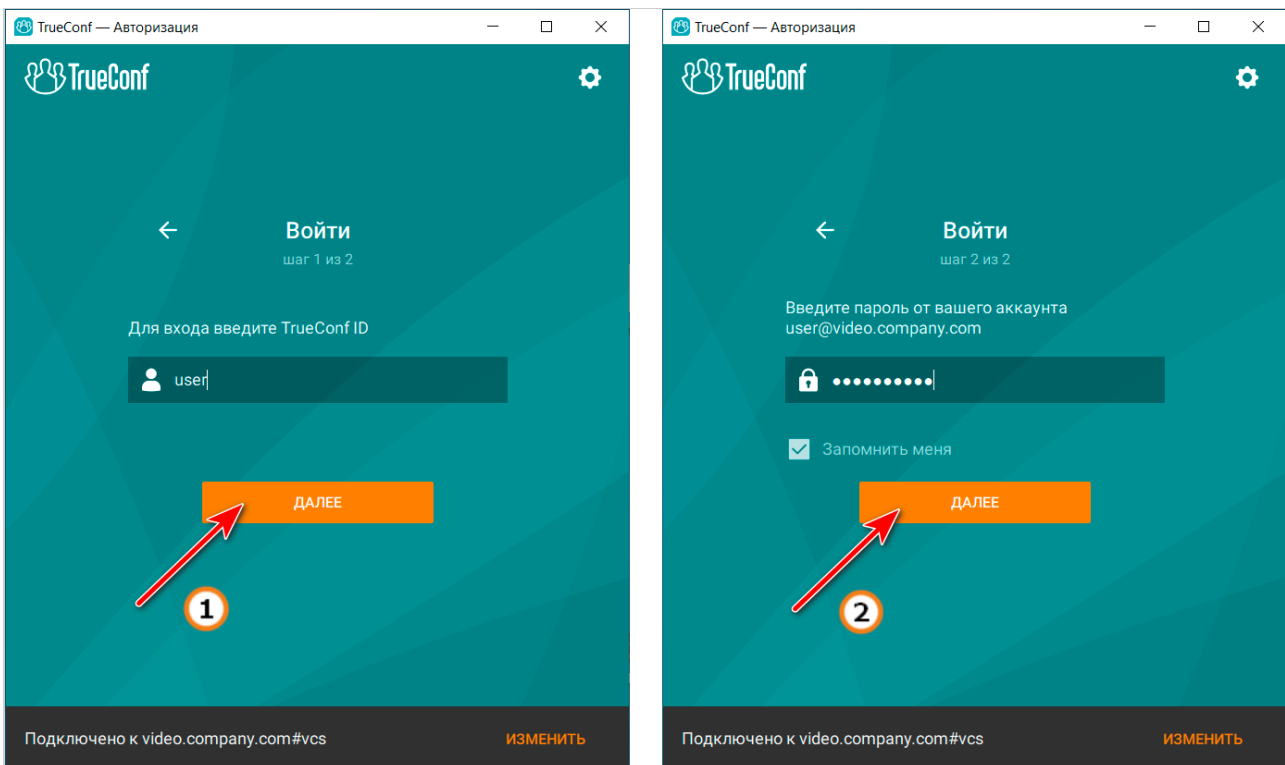 TrueConf — Авторизация
TrueConf
Войти
шаг 1 из 2
Для входа введите TrueConf ID
user
ДАЛЕЕ
1
Подключено к video.company.com#vcs
ИЗМЕНИТЬ
TrueConf — Авторизация
TrueConf
Войти
шаг 2 из 2
Введите пароль от вашего аккаунта
user@video.company.com
••••••••••
Запомнить меня
ДАЛЕЕ
2
Подключено к video.company.com#vcs
ИЗМЕНИТЬ